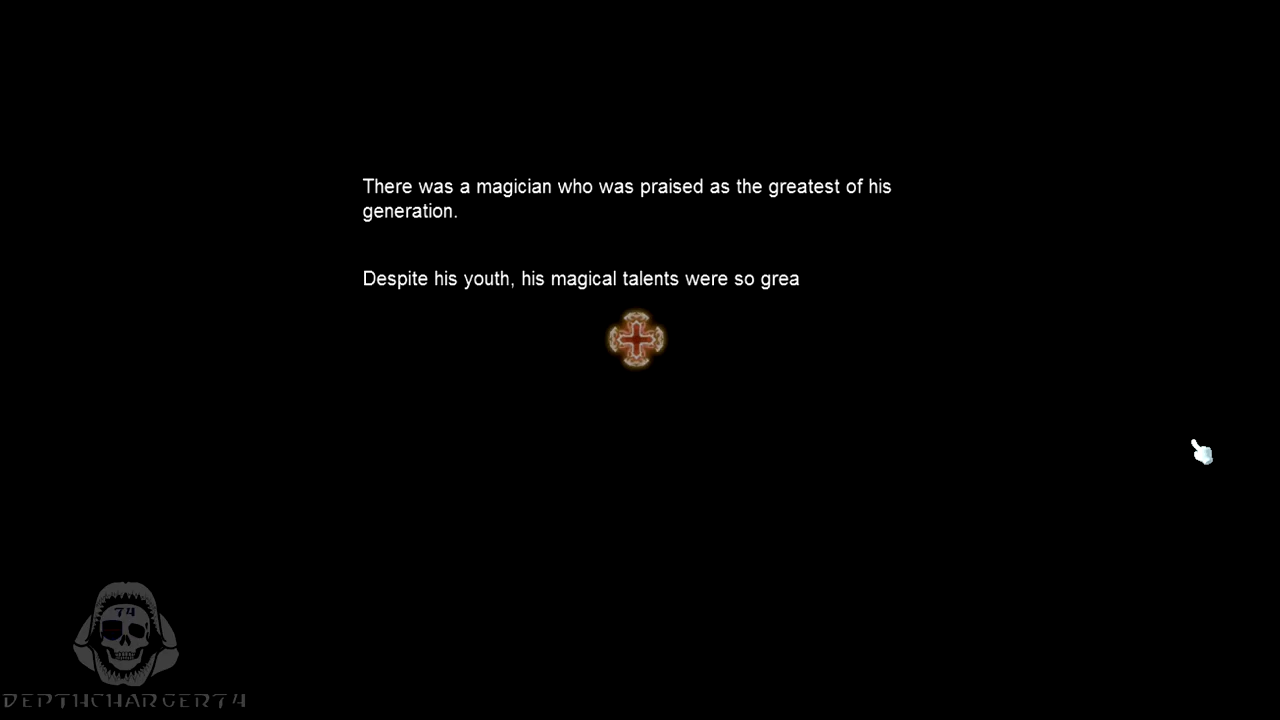 There was a magician who was praised as the greatest of his
generation.
Despite his youth, his magical talents were so grea
74
DEPTHCHARGER74